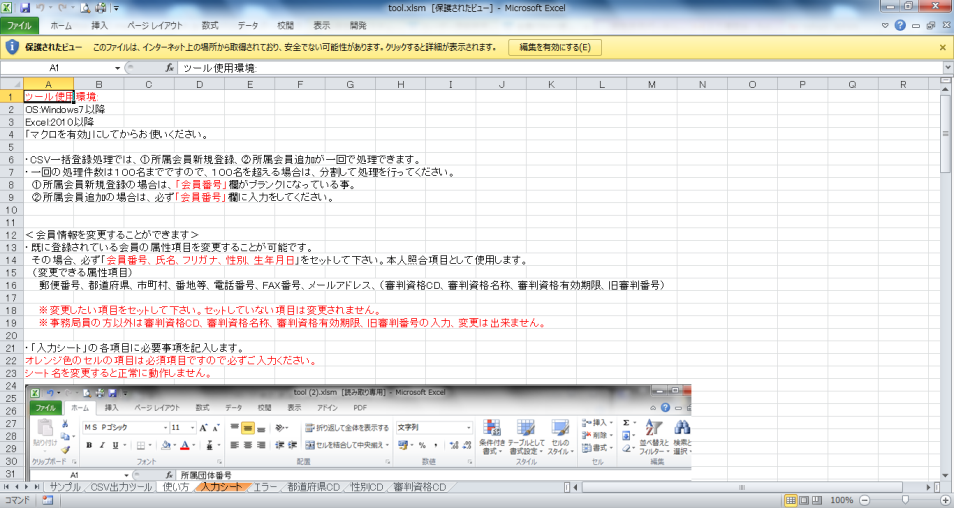 tool.xlsm [保護されたビュー] - Microsoft Excel
ファイル ホーム 挿入 ページ レイアウト 数式 データ 校閲 表示 開発
保護されたビュー このファイルは、インターネット上の場所から取得されており、安全でない可能性があります。クリックすると詳細が表示されます。 編集を有効にする(E)
A1 fx ツール使用環境:
A B C D E F G H I J K L M N O P Q R
1 ツール使用環境
2 OS:Windows7以降
3 Excel:2010以降
4 「マクロを有効」にしてからお使いください。
5
6 ・CSV一括登録処理では、①所属会員新規登録、②所属会員追加が一回で処理できます。
7 ・一回の処理件数は100名までですので、100名を超える場合は、分割して処理を行ってください。
8 ①所属会員新規登録の場合は、「会員番号」欄がブランクになっている事。
9 ②所属会員追加の場合は、必ず「会員番号」欄に入力をしてください。
10
11
12 <会員情報を変更することができます>
13 ・既に登録されている会員の属性項目を変更することが可能です。
14 その場合、必ず「会員番号、氏名、フリガナ、性別、生年月日」をセットして下さい。本人照合項目として使用します。
15 (変更できる属性項目)
16 郵便番号、都道府県、市町村、番地等、電話番号、FAX番号、メールアドレス、(審判資格CD、審判資格名称、審判資格有効期限、旧審判番号)
17
18 ※変更したい項目をセットして下さい。セットしていない項目は変更されません。
19 ※事務局員の方以外は審判資格CD、審判資格名称、審判資格有効期限、旧審判番号の入力、変更は出来ません。
20
21 ・「入力シート」の各項目に必要事項を記入します。
22 オレンジ色のセルの項目は必須項目ですので必ずご入力ください。
23 シート名を変更すると正常に動作しません。
24 tool (2).xlsm [読み取り専用] - Microsoft Excel
25 ファイル ホーム 挿入 ページ レイアウト 数式 データ 校閲 表示 アドイン PDF
26
27 MS Pゴシック 11 A A 折り返して全体を表示する 文字列 挿入 Σ
28 貼り付け B I U セルを結合して中央揃え % , 条件付き書式 テーブルとして書式設定 セルのスタイル 削除 並べ替えとフィルター 検索と選択
29 書式
30 クリップボード フォント 配置 数値 スタイル セル 編集
31 A1 fx 所属団体番号
サンプル CSV出力ツール 使い方 入力シート エラー 都道府県CD 性別CD 審判資格CD
コマンド 100%